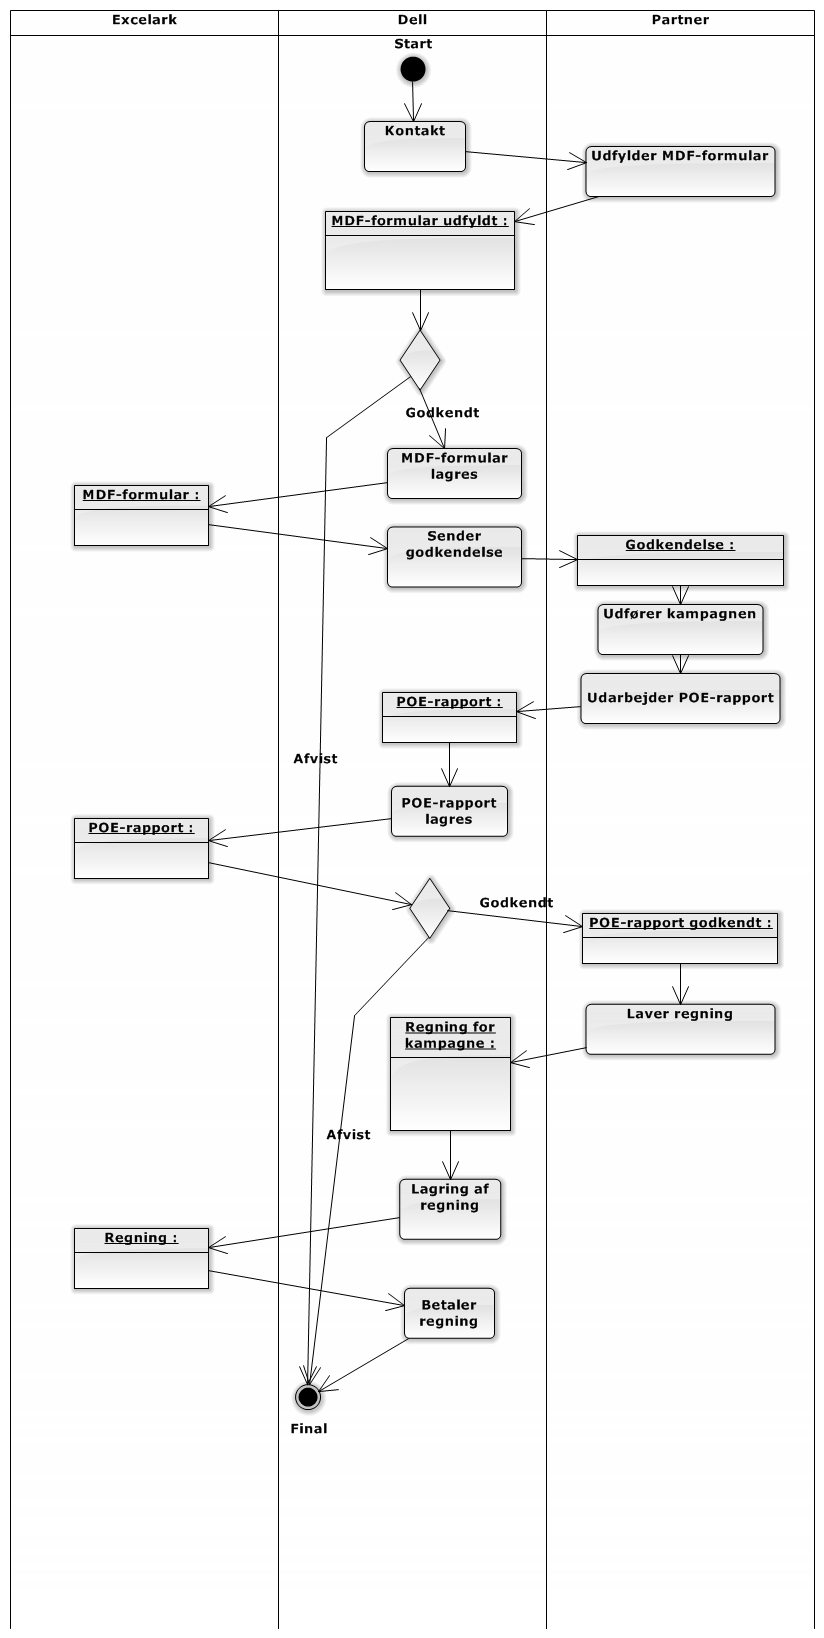 Excelark
Dell
Partner
Start
Kontakt
Udfylder MDF-formular
MDF-formular udfyldt :
Godkendt
MDF-formular
lagres
MDF-formular :
Sender
godkendelse
Godkendelse :
Udfører kampagnen
Udarbejder POE-rapport
POE-rapport :
Afvist
POE-rapport
lagres
POE-rapport :
Godkendt
POE-rapport godkendt :
Laver regning
Regning for
kampagne :
Afvist
Lagring af
regning
Regning :
Betaler
regning
Final